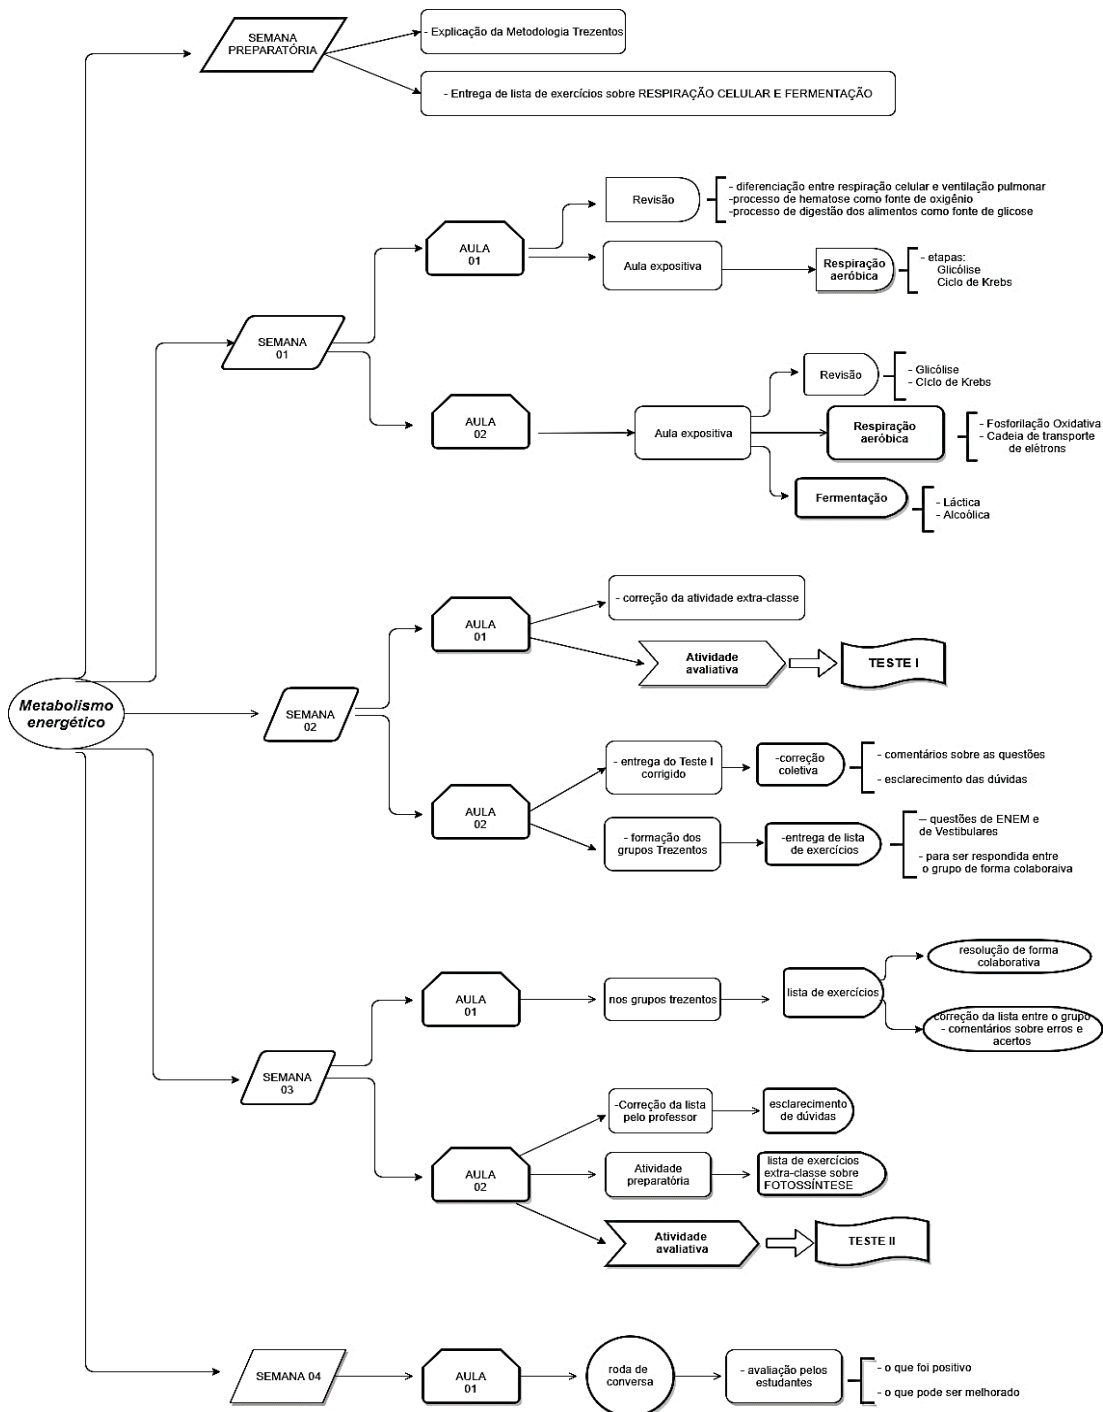 SEMANA
PREPARATÓRIA
- Explicação da Metodologia Trezentos
- Entrega de lista de exercícios sobre RESPIRAÇÃO CELULAR E FERMENTAÇÃO
SEMANA
01
AULA
01
Revisão
- diferenciação entre respiração celular e ventilação pulmonar
-processo de hematose como fonte de oxigênio
-processo de digestão dos alimentos como fonte de glicose
Aula expositiva
Respiração
aeróbica
- etapas:
Glicólise
Ciclo de Krebs
AULA
02
Aula expositiva
Revisão
- Glicólise
- CIclo de Krebs
Respiração
aeróbica
- Fosforilação Oxidativa
- Cadeia de transporte
de elétrons
Fermentação
- Láctica
- Alcoólica
Metabolismo
energético
SEMANA
02
AULA
01
- correção da atividade extra-classe
Atividade
avaliativa
TESTE I
AULA
02
- entrega do Teste I
corrigido
-correção
coletiva
- comentários sobre as questões
- esclarecimento das dúvidas
- formação dos
grupos Trezentos
-entrega de lista
de exercícios
- questões de ENEM e
de Vestibulares
- para ser respondida entre
o grupo de forma colaboraiva
SEMANA
03
AULA
01
nos grupos trezentos
lista de exercícios
resolução de forma
colaborativa
correção da lista entre o grupo
- comentários sobre erros e
acertos
AULA
02
-Correção da lista
pelo professor
esclarecimento
de dúvidas
Atividade
preparatória
lista de exercícios
extra-classe sobre
FOTOSSÍNTESE
Atividade
avaliativa
TESTE II
SEMANA 04
AULA
01
roda de
conversa
- avaliação pelos
estudantes
- o que foi positivo
- o que pode ser melhorado